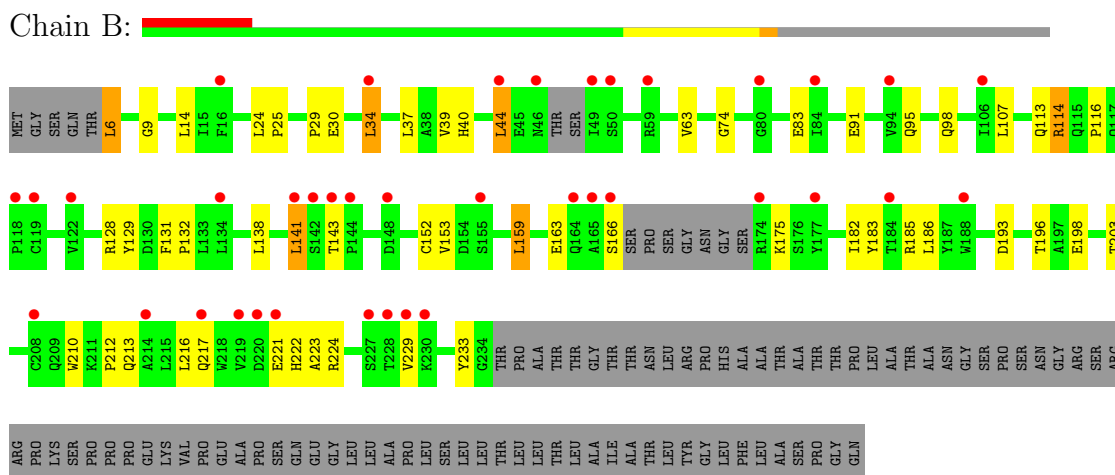 Chain B:
MET GLY SER GLN THR L6 G9 L14 I15 F16 L24 P25 P29 E30 L34 L37 A38 V39 H40 L44 E45 N46 THR SER I49 S50 R59 V63 G74 G80 E83 I84 E91 V94 Q95 Q98 I106 L107 Q113 R114 Q115 P116
P118 C119 V122 R128 Y129 D130 F131 P132 L133 L134 L138 L141 S142 T143 P144 D148 C152 V153 D154 S155 L159 E163 Q164 A165 S166 SER PRO SER GLY ASN GLY SER R174 K175 S176 Y177 I182 Y183 T184 R185 L186 Y187 W188 D193 T196 A197 E198 T203
C208 Q209 W210 K211 P212 Q213 A214 L215 L216 Q217 W218 V219 D220 E221 H222 A223 R224 S227 T228 V229 K230 Y233 G234 THR PRO ALA THR THR GLY THR THR ASN LEU ARG PRO HIS ALA ALA THR ALA THR THR PRO LEU ALA THR ALA ASN GLY SER PRO SER ASN GLY ARG SER ARG
ARG PRO LYS SER PRO PRO PRO GLU LYS VAL PRO GLU ALA PRO SER GLN GLU GLY LEU LEU ALA PRO LEU SER LEU LEU THR LEU LEU LEU THR LEU ALA ILE ALA THR LEU TYR GLY LEU PHE LEU ALA SER PRO GLY GLN